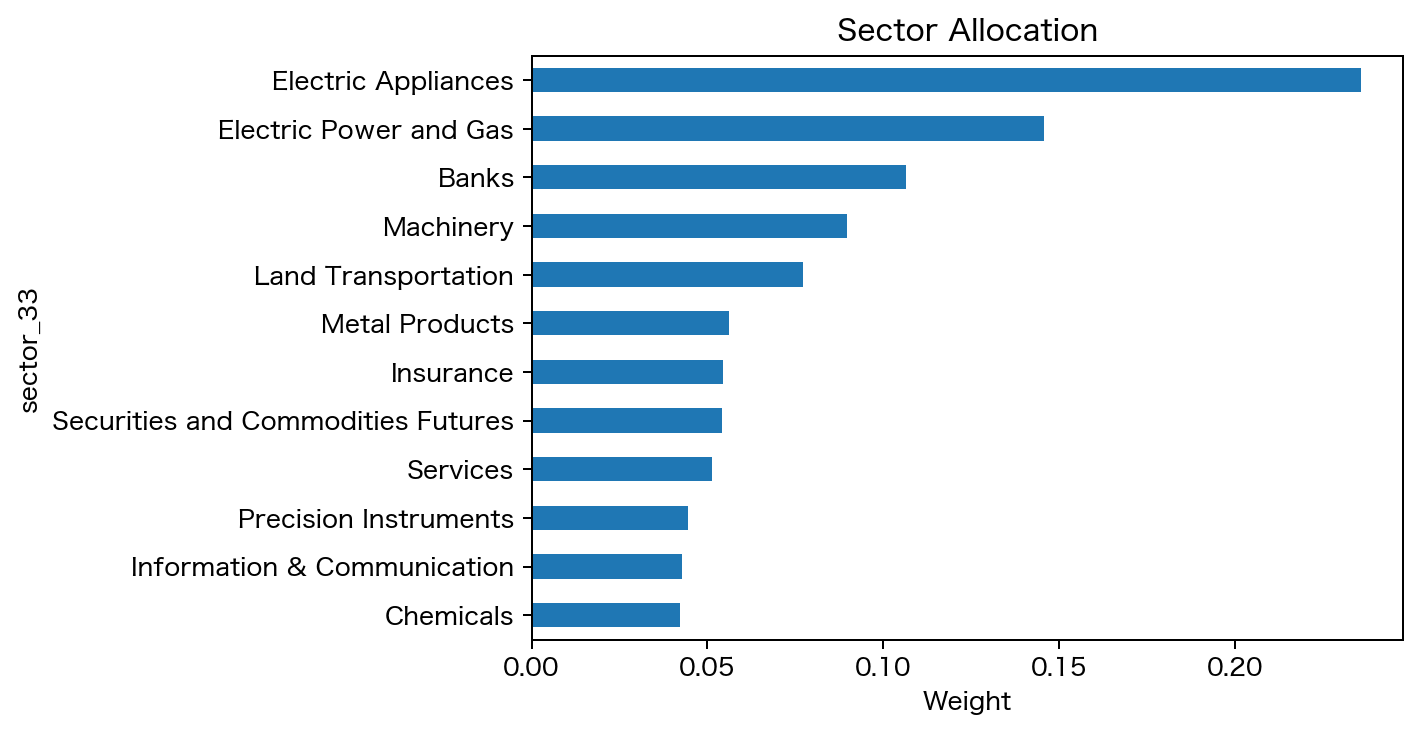 Sector Allocation
sector_33
Electric Appliances
Electric Power and Gas
Banks
Machinery
Land Transportation
Metal Products
Insurance
Securities and Commodities Futures
Services
Precision Instruments
Information & Communication
Chemicals
0.00 0.05 0.10 0.15 0.20
Weight